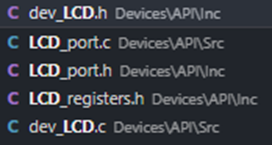 C dev_LCD.h Devices\API\Inc
C LCD_port.c Devices\API\Src
C LCD_port.h Devices\API\Inc
C LCD_registers.h Devices\API\Inc
C dev_LCD.c Devices\API\Src